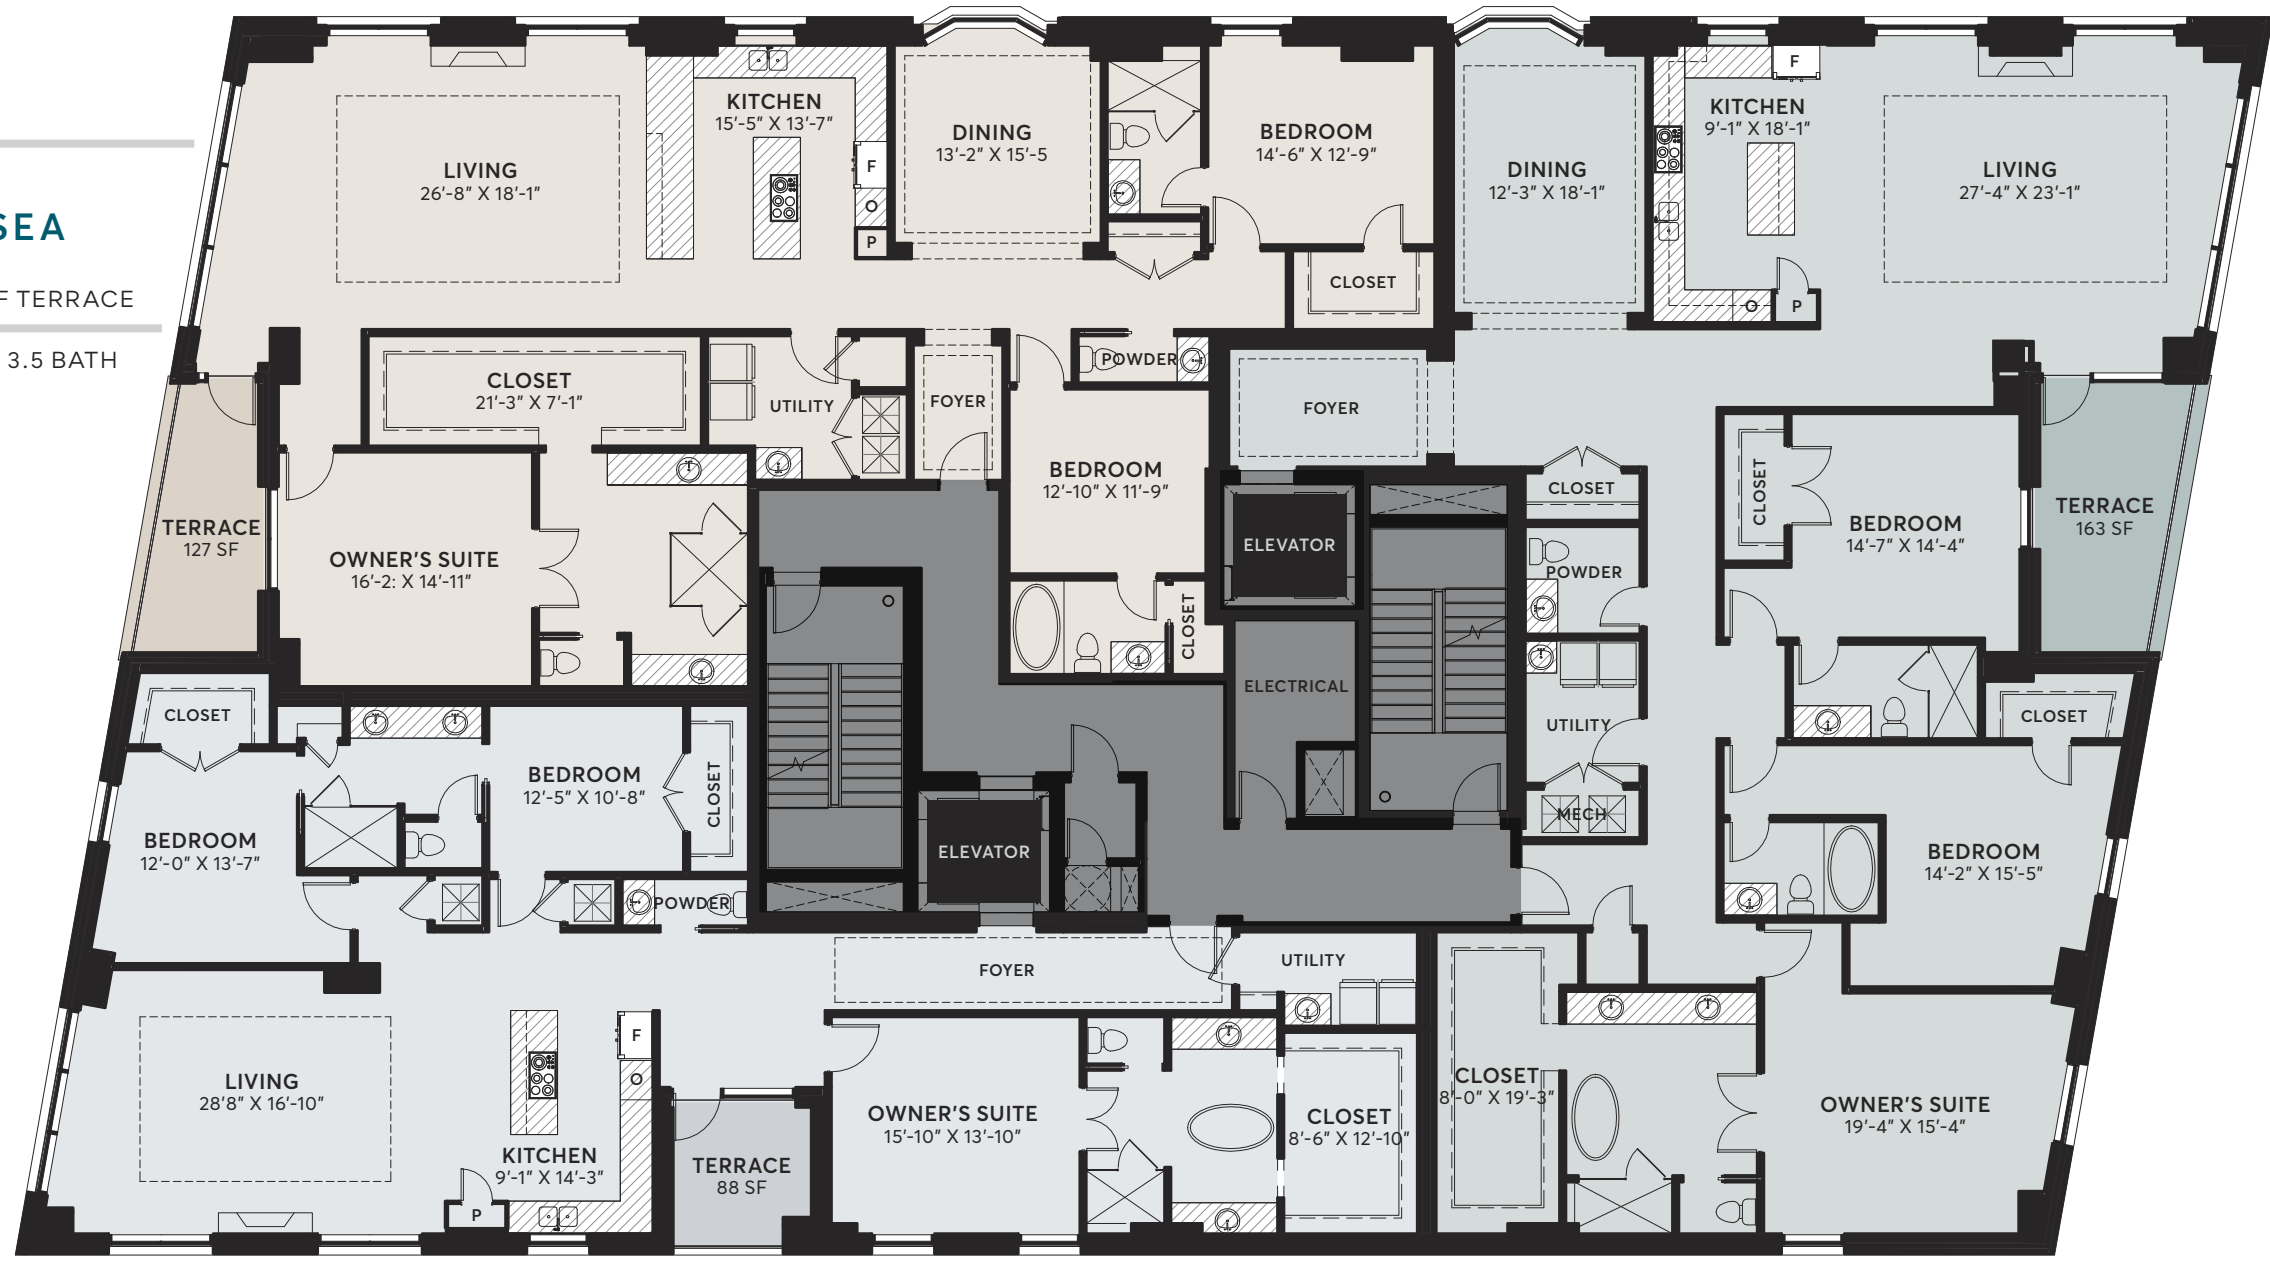 SEA
F TERRACE
3.5 BATH
LIVING
26'-8" X 18'-1"
KITCHEN
15'-5" X 13'-7"
F
O
P
DINING
13'-2" X 15'-5
BEDROOM
14'-6" X 12'-9"
CLOSET
DINING
12'-3" X 18'-1"
KITCHEN
9'-1" X 18'-1"
F
O
P
LIVING
27'-4" X 23'-1"
CLOSET
21'-3" X 7'-1"
UTILITY
FOYER
POWDER
FOYER
BEDROOM
12'-10" X 11'-9"
CLOSET
TERRACE
127 SF
OWNER'S SUITE
16'-2: X 14'-11"
ELEVATOR
ELECTRICAL
CLOSET
POWDER
UTILITY
MECH
CLOSET
BEDROOM
14'-7" X 14'-4"
TERRACE
163 SF
CLOSET
BEDROOM
14'-2" X 15'-5"
CLOSET
BEDROOM
12'-0" X 13'-7"
BEDROOM
12'-5" X 10'-8"
CLOSET
POWDER
ELEVATOR
FOYER
UTILITY
LIVING
28'8" X 16'-10"
F
O
KITCHEN
9'-1" X 14'-3"
P
TERRACE
88 SF
OWNER'S SUITE
15'-10" X 13'-10"
CLOSET
8'-6" X 12'-10"
CLOSET
8'-0" X 19'-3"
OWNER'S SUITE
19'-4" X 15'-4"